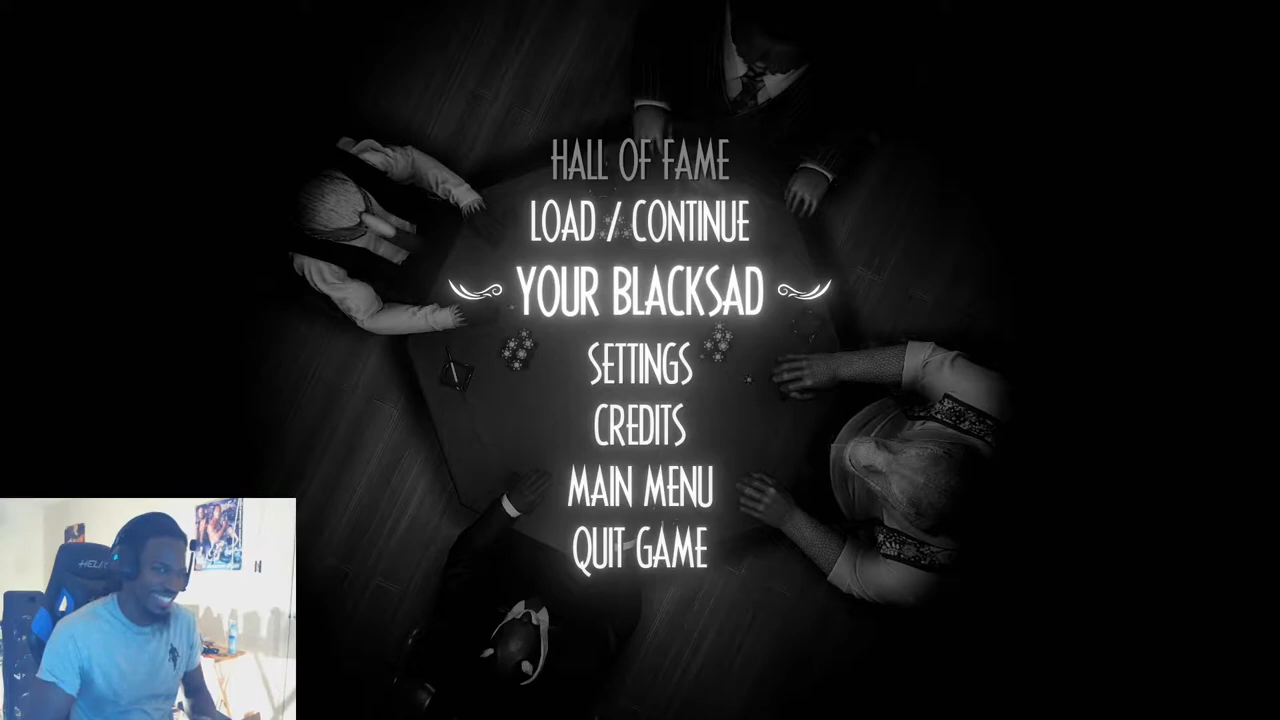 HALL OF FAME
LOAD / CONTINUE
YOUR BLACKSAD
SETTINGS
CREDITS
MAIN MENU
QUIT GAME